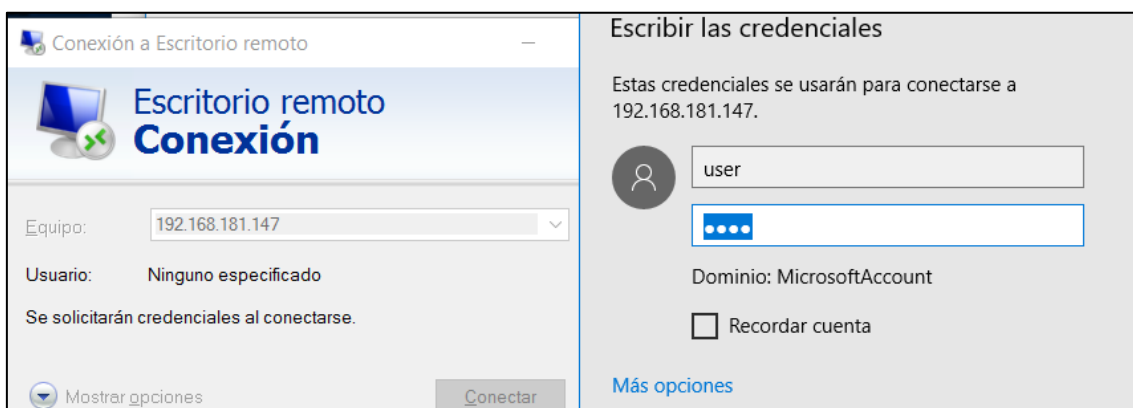 Conexión a Escritorio remoto
Escritorio remoto
Conexión
Equipo: 192.168.181.147
Usuario: Ninguno especificado
Se solicitarán credenciales al conectarse.
Mostrar opciones
Conectar
Escribir las credenciales
Estas credenciales se usarán para conectarse a
192.168.181.147.
user
••••
Dominio: MicrosoftAccount
Recordar cuenta
Más opciones